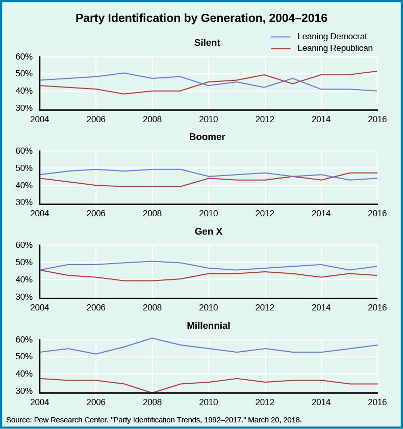 Party Identification by Generation, 2004–2016
Leaning Democrat
Leaning Republican
Silent
60%
50%
40%
30%
2004 2006 2008 2010 2012 2014 2016
Boomer
60%
50%
40%
30%
2004 2006 2008 2010 2012 2014 2016
Gen X
60%
50%
40%
30%
2004 2006 2008 2010 2012 2014 2016
Millennial
60%
50%
40%
30%
2004 2006 2008 2010 2012 2014 2016
Source: Pew Research Center. "Party Identification Trends, 1992–2017." March 20, 2018.